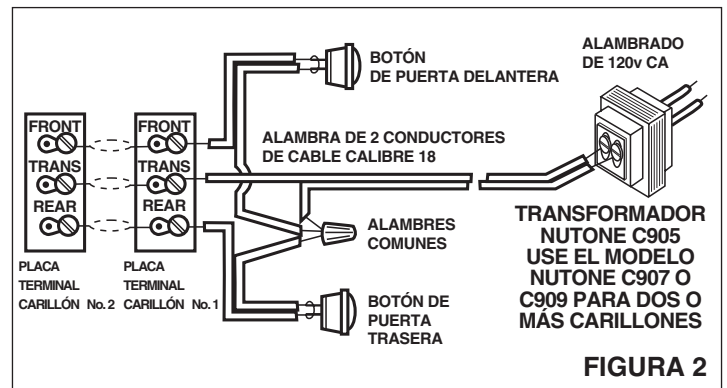 BOTÓN
DE PUERTA DELANTERA
ALAMBRADO
DE 120v CA
FRONT
TRANS
REAR
FRONT
TRANS
REAR
ALAMBRA DE 2 CONDUCTORES
DE CABLE CALIBRE 18
ALAMBRES
COMUNES
PLACA
TERMINAL
CARILLÓN No.2
PLACA
TERMINAL
CARILLÓN No.1
BOTÓN DE
PUERTA
TRASERA
TRANSFORMADOR
NUTONE C905
USE EL MODELO
NUTONE C907 O
C909 PARA DOS O
MÁS CARILLONES
FIGURA 2